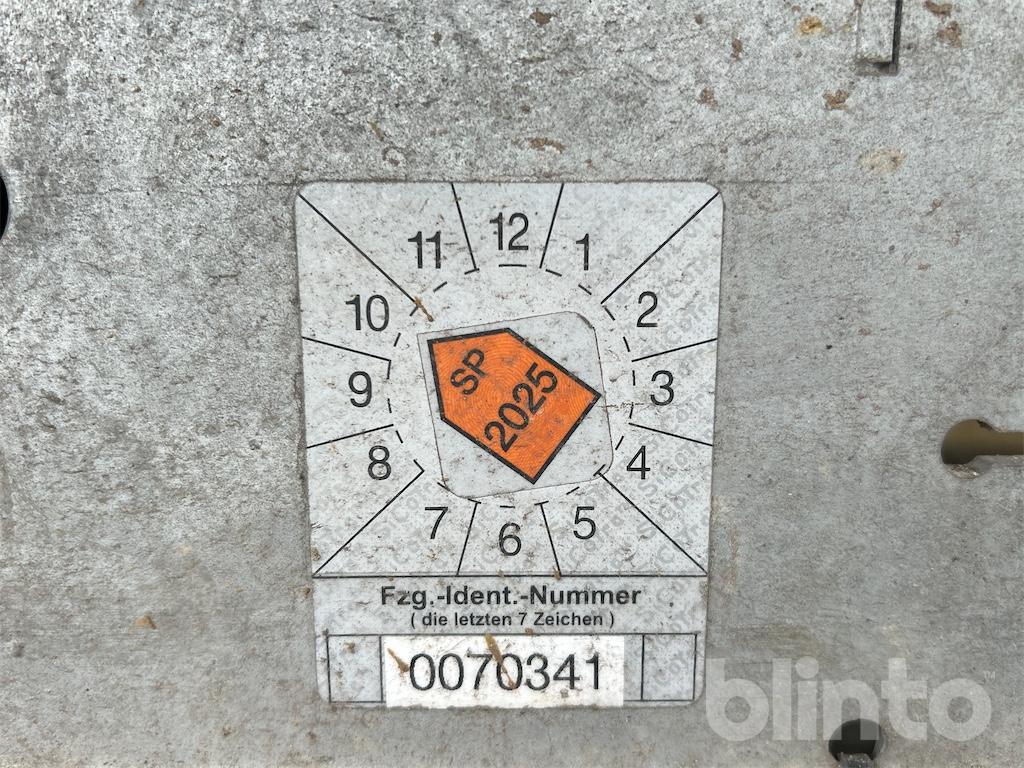 11 12 1
10 2
9 3
8 4
7 6 5
SP
2025
Fzg.-Ident.-Nummer
( die letzten 7 Zeichen )
0070341
blinto